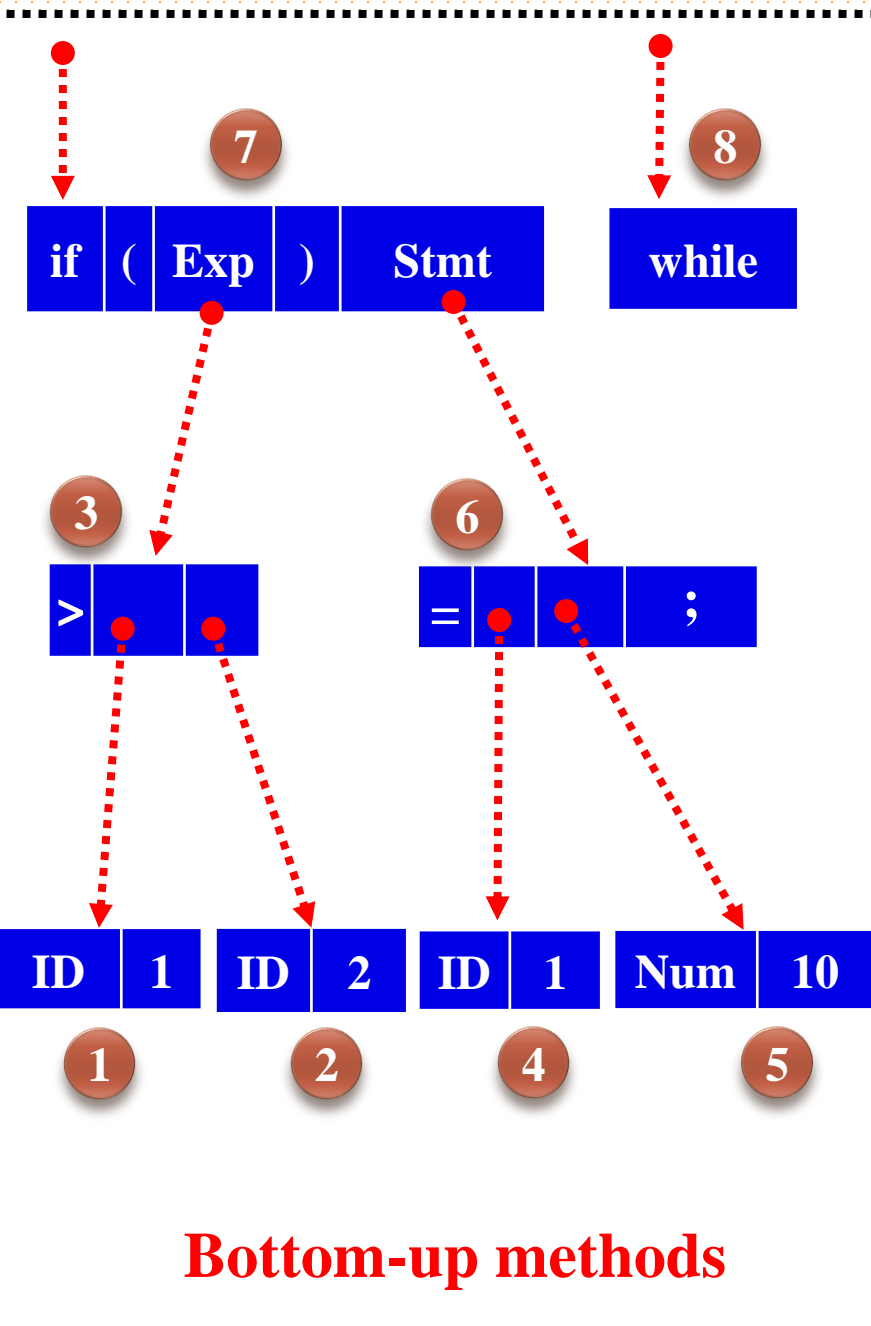 7 8
if ( Exp ) Stmt while
3 6
> = ;
ID 1 ID 2 ID 1 Num 10
1 2 4 5
Bottom-up methods